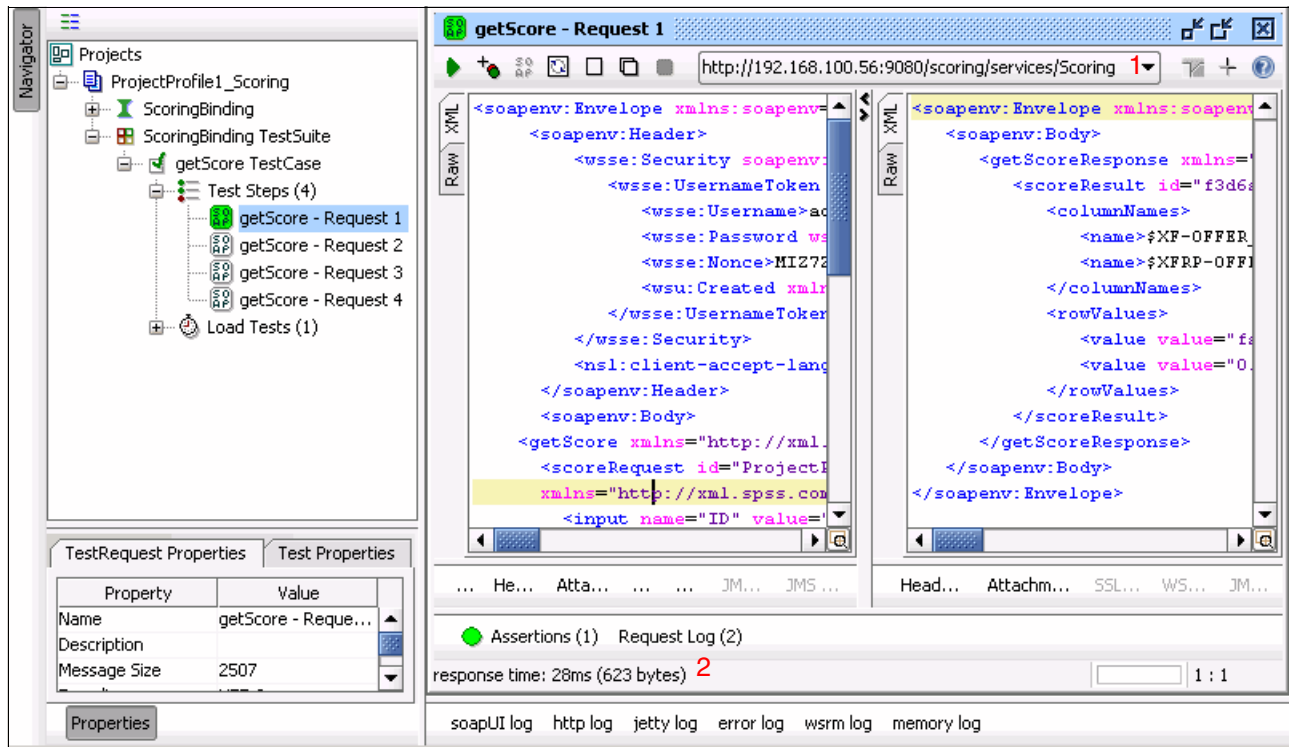 Navigator
Projects
ProjectProfile1_Scoring
ScoringBinding
ScoringBinding TestSuite
getScore TestCase
Test Steps (4)
getScore - Request 1
getScore - Request 2
getScore - Request 3
getScore - Request 4
Load Tests (1)
TestRequest Properties
Test Properties
Property Value
Name getScore - Reque...
Description
Message Size 2507
Properties
getScore - Request 1
http://192.168.100.56:9080/scoring/services/Scoring 1
XML
Raw
<soapenv:Envelope xmlns:soapenv=
<soapenv:Header>
<wsse:Security soapenv:
<wsse:UsernameToken
<wsse:Username>ad
<wsse:Password ws
<wsse:Nonce>MIZ72
<wsu:Created xmln
</wsse:UsernameToken
</wsse:Security>
<nsl:client-accept-lang
</soapenv:Header>
<soapenv:Body>
<getScore xmlns="http://xml.
<scoreRequest id="ProjectP
xmlns="http://xml.spss.com
<input name="ID" value="
... He... Atta... ... ... JM... JMS ...
XML
Raw
<soapenv:Envelope xmlns:soapenv
<soapenv:Body>
<getScoreResponse xmlns="
<scoreResult id="f3d6a
<columnNames>
<name>$XF-OFFER_
<name>$XFRP-OFFE
</columnNames>
<rowValues>
<value value="fa
<value value="0.
</rowValues>
</scoreResult>
</getScoreResponse>
</soapenv:Body>
</soapenv:Envelope>
Head... Attachm... SSL... WS... JM...
Assertions (1) Request Log (2)
response time: 28ms (623 bytes) 2
1 : 1
soapUI log http log jetty log error log wsrm log memory log